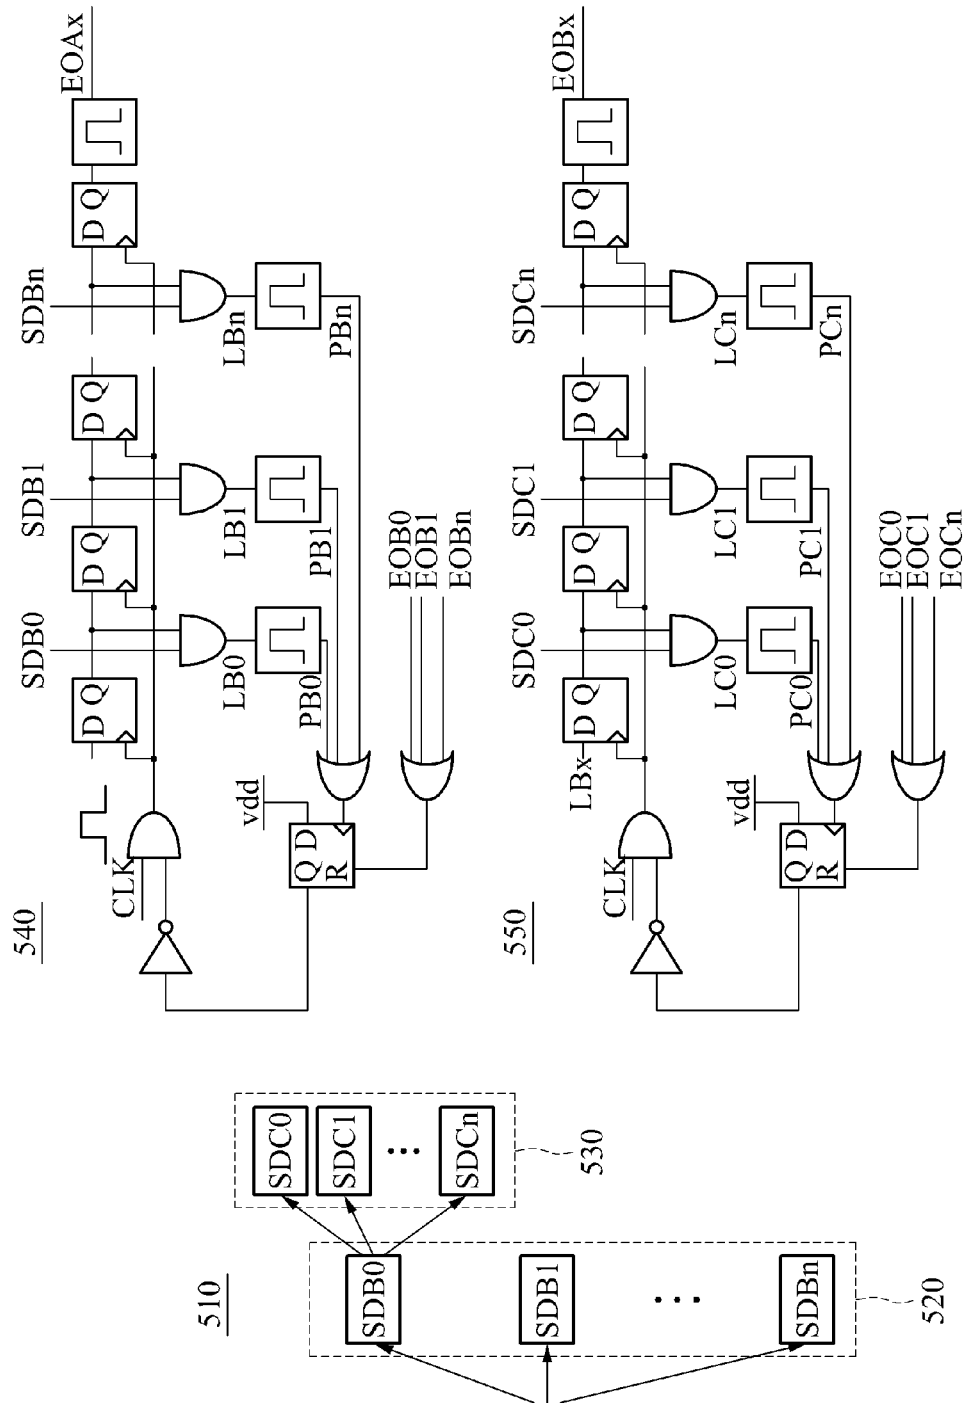 540
CLK
SDB0
SDB1
SDBn
D Q
D Q
D Q
D Q
EOAx
LB0
LB1
LBn
PB0
PB1
PBn
vdd
Q D
R
EOB0
EOB1
EOBn
550
CLK
LBx
SDC0
SDC1
SDCn
D Q
D Q
D Q
D Q
EOBx
LC0
LC1
LCn
PC0
PC1
PCn
vdd
Q D
R
EOC0
EOC1
EOCn
510
SDB0
SDB1
SDBn
520
SDC0
SDC1
SDCn
530